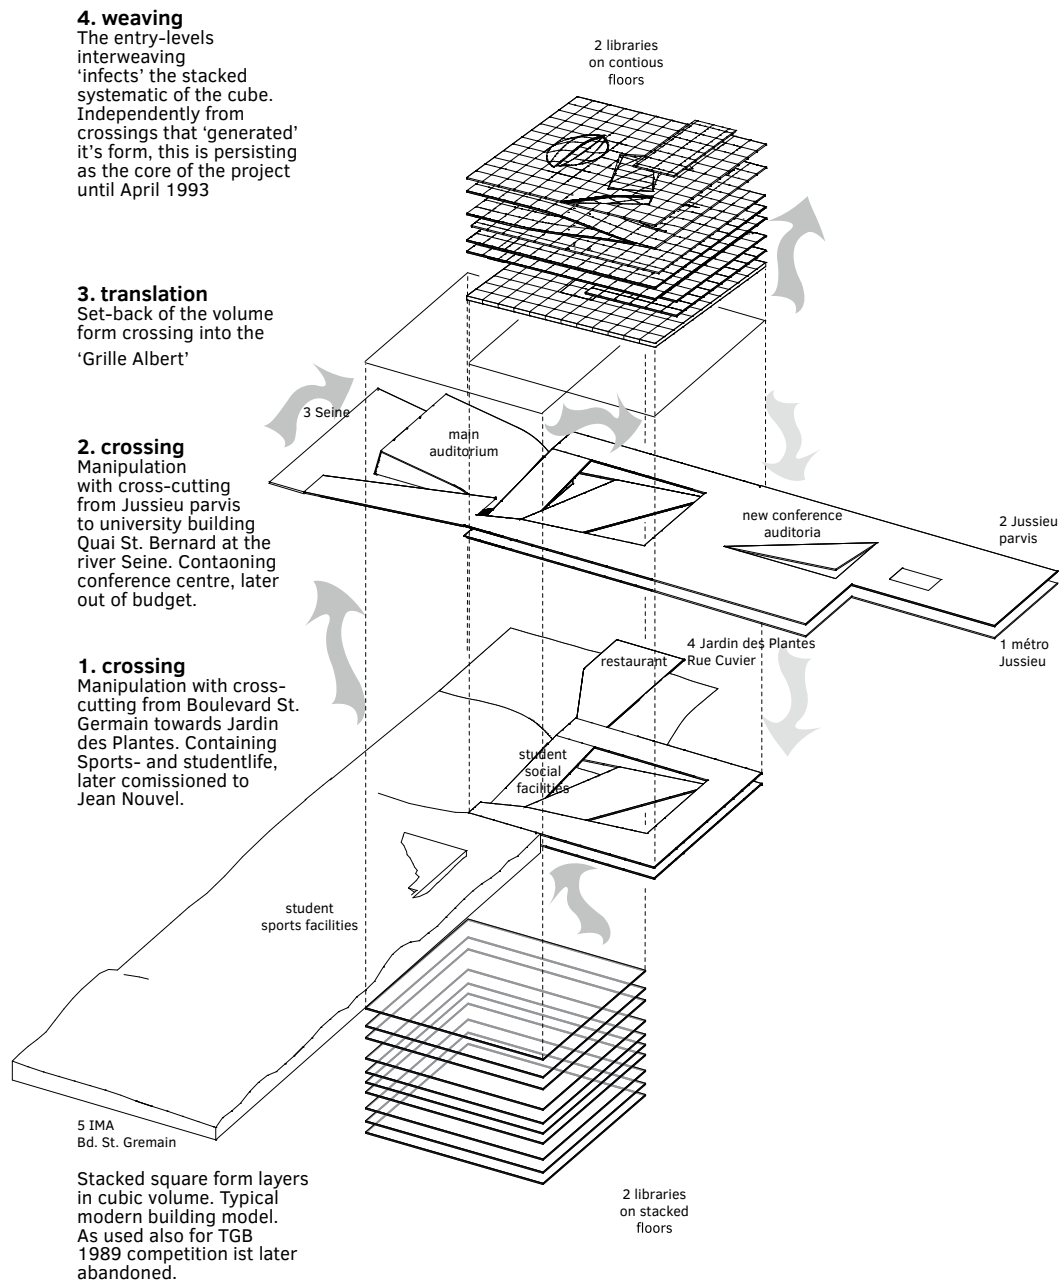 4. weaving
The entry-levels
interweaving
‘infects’ the stacked
systematic of the cube.
Independently from
crossings that ‘generated’
it’s form, this is persisting
as the core of the project
until April 1993
2 libraries
on contious
floors
3. translation
Set-back of the volume
form crossing into the
‘Grille Albert’
3 Seine
main
auditorium
2. crossing
Manipulation
with cross-cutting
from Jussieu parvis
to university building
Quai St. Bernard at the
river Seine. Contaoning
conference centre, later
out of budget.
new conference
auditoria
2 Jussieu
parvis
1 métro
Jussieu
4 Jardin des Plantes
Rue Cuvier
restaurant
1. crossing
Manipulation with cross-
cutting from Boulevard St.
Germain towards Jardin
des Plantes. Containing
Sports- and studentlife,
later comissioned to
Jean Nouvel.
student
social
facilities
student
sports facilities
5 IMA
Bd. St. Gremain
Stacked square form layers
in cubic volume. Typical
modern building model.
As used also for TGB
1989 competition ist later
abandoned.
2 libraries
on stacked
floors